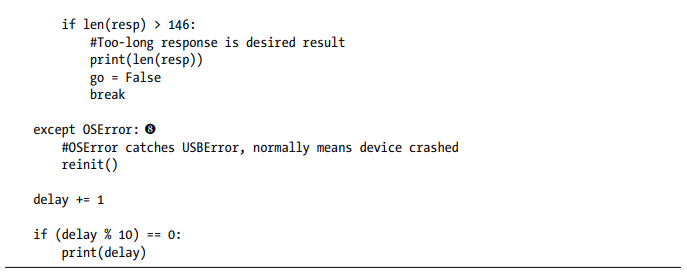 if len(resp) > 146:
#Too-long response is desired result
print(len(resp))
go = False
break
except OSError: ❽
#OSError catches USBError, normally means device crashed
reinit()
delay += 1
if (delay % 10) == 0:
print(delay)